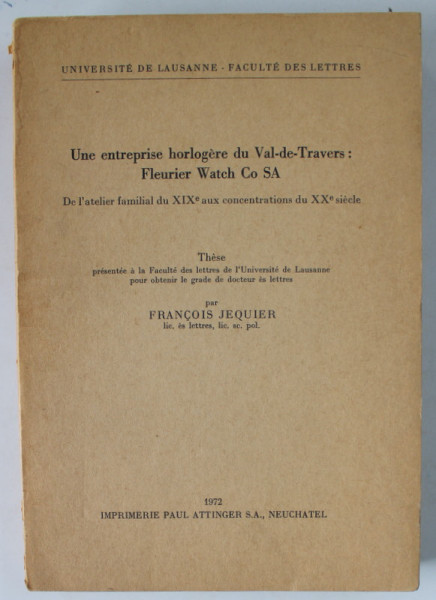 UNIVERSITÉ DE LAUSANNE - FACULTÉ DES LETTRES
Une entreprise horlogère du Val-de-Travers :
Fleurier Watch Co SA
De l'atelier familial du XIXe aux concentrations du XXe siècle
Thèse
présentée à la Faculté des lettres de l'Université de Lausanne
pour obtenir le grade de docteur ès lettres
par
FRANÇOIS JEQUIER
lic. ès lettres, lic. sc. pol.
1972
IMPRIMERIE PAUL ATTINGER S.A., NEUCHATEL